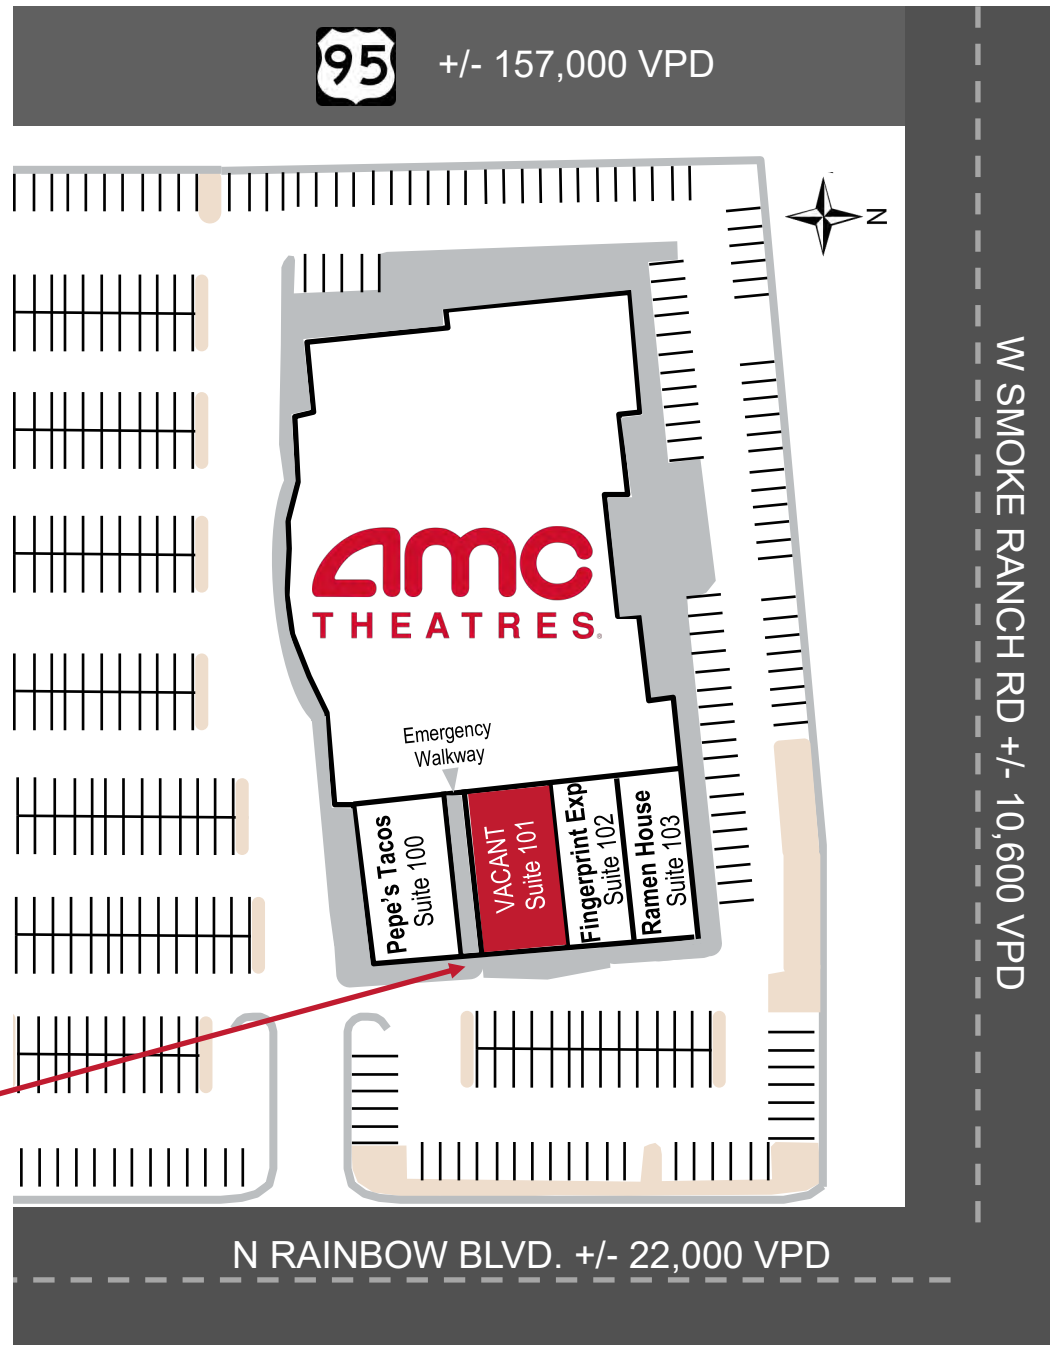 95
+/- 157,000 VPD
N
W SMOKE RANCH RD +/- 10,600 VPD
amc
THEATRES®
Emergency
Walkway
Pepe's Tacos
Suite 100
VACANT
Suite 101
Fingerprint Exp
Suite 102
Ramen House
Suite 103
N RAINBOW BLVD. +/- 22,000 VPD